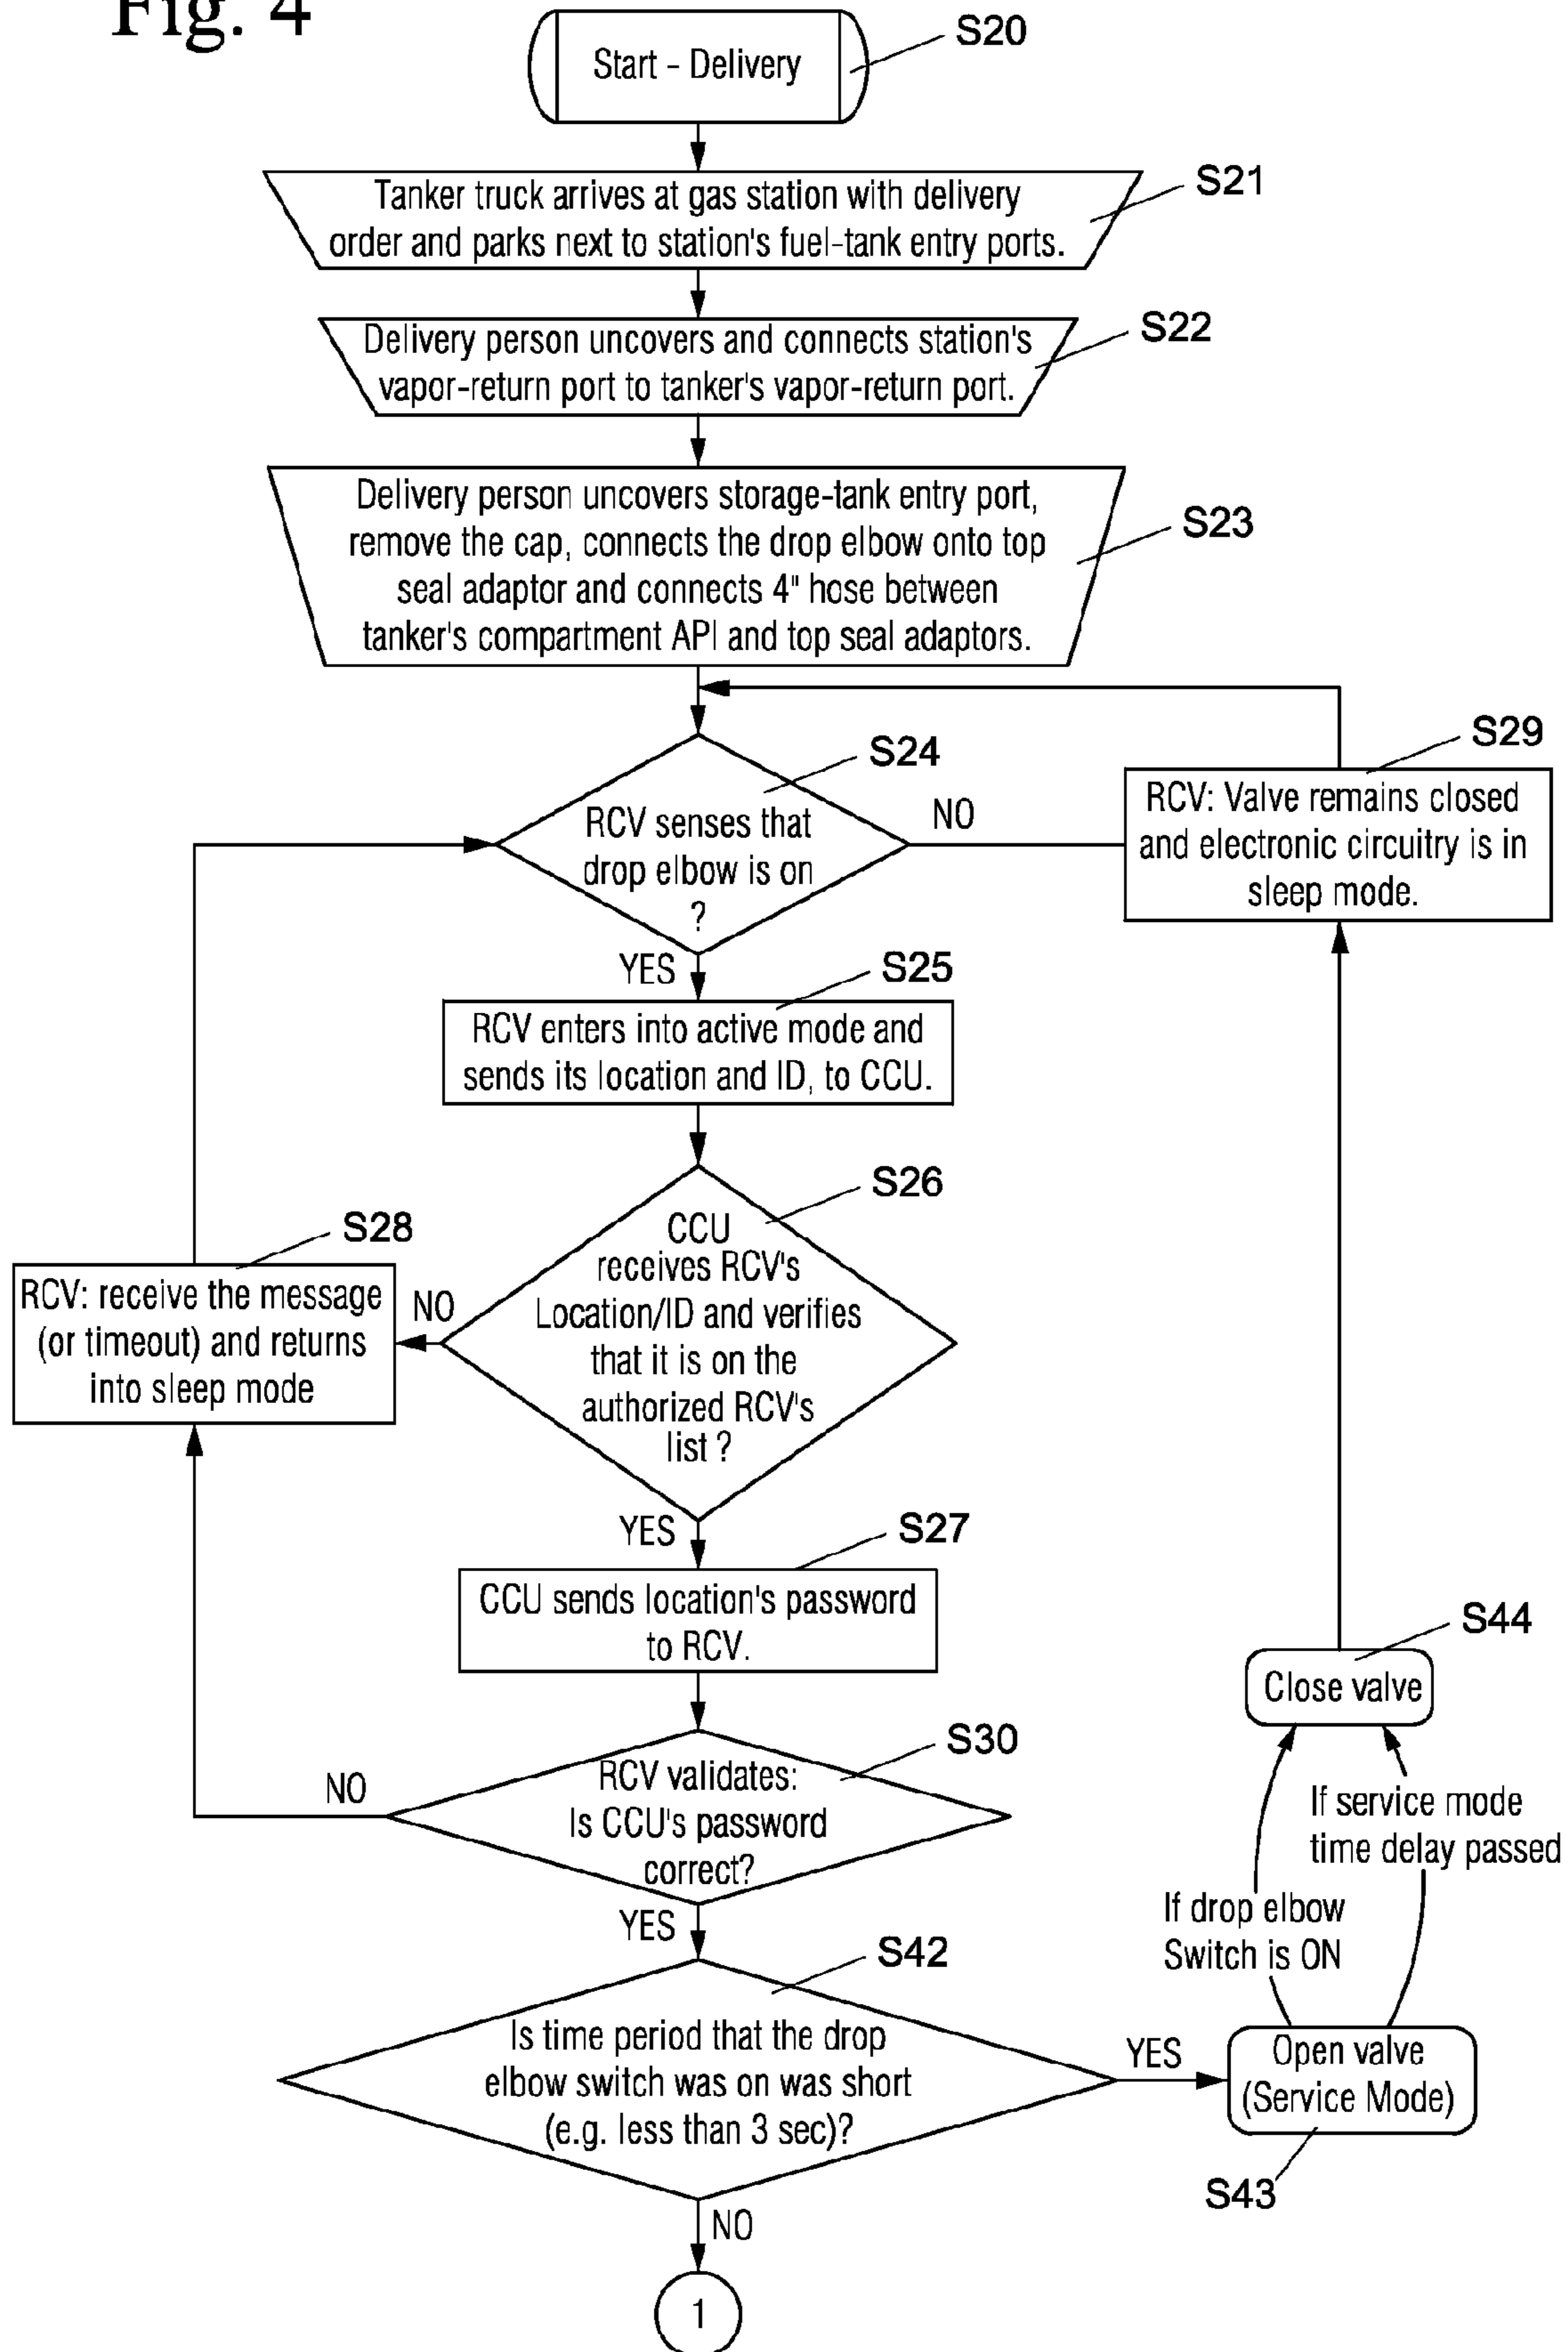 Fig. 4
Start - Delivery
S20
Tanker truck arrives at gas station with delivery
order and parks next to station's fuel-tank entry ports.
S21
Delivery person uncovers and connects station's
vapor-return port to tanker's vapor-return port.
S22
Delivery person uncovers storage-tank entry port,
remove the cap, connects the drop elbow onto top
seal adaptor and connects 4" hose between
tanker's compartment API and top seal adaptors.
S23
RCV senses that
drop elbow is on
?
S24
NO
RCV: Valve remains closed
and electronic circuitry is in
sleep mode.
S29
YES
RCV enters into active mode and
sends its location and ID, to CCU.
S25
CCU
receives RCV's
Location/ID and verifies
that it is on the
authorized RCV's
list ?
S26
NO
RCV: receive the message
(or timeout) and returns
into sleep mode
S28
YES
CCU sends location's password
to RCV.
S27
RCV validates:
Is CCU's password
correct?
S30
NO
YES
Is time period that the drop
elbow switch was on was short
(e.g. less than 3 sec)?
S42
YES
Open valve
(Service Mode)
S43
If drop elbow
Switch is ON
If service mode
time delay passed
Close valve
S44
NO
1